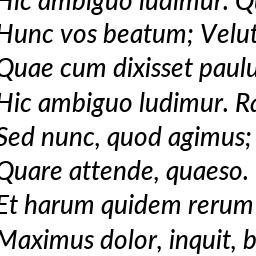 Hic ambiguo ludimur. Qu
Hunc vos beatum; Velut
Quae cum dixisset paulu
Hic ambiguo ludimur. Ra
Sed nunc, quod agimus;
Quare attende, quaeso.
Et harum quidem rerum
Maximus dolor, inquit, b